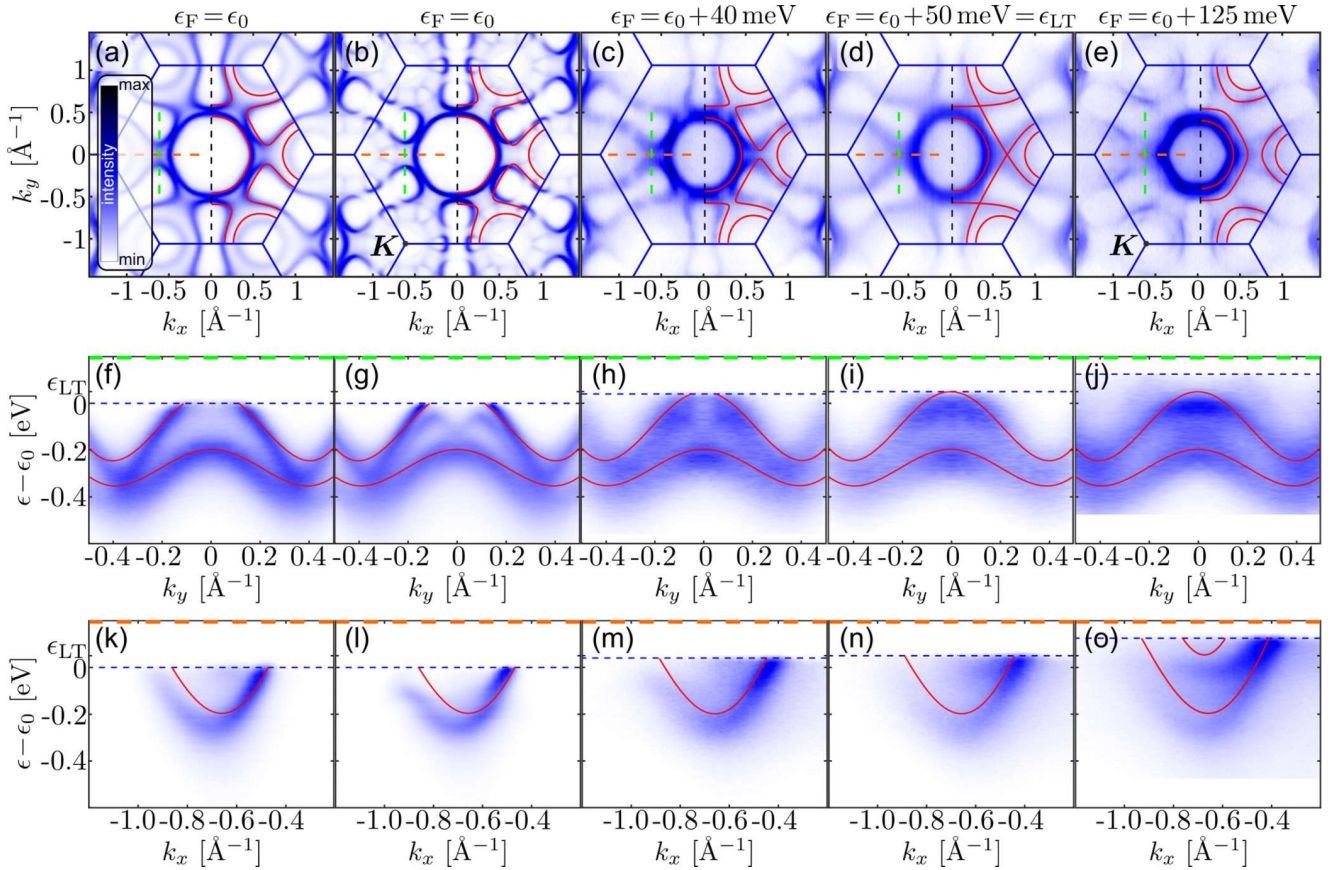 ϵF = ϵ0 ϵF = ϵ0 ϵF = ϵ0 + 40 meV ϵF = ϵ0 + 50 meV = ϵLT ϵF = ϵ0 + 125 meV
(a) (b) (c) (d) (e)
max
intensity
min
K K
1
0.5
0
-0.5
-1
ky [Å−1]
-1 -0.5 0 0.5 1 -1 -0.5 0 0.5 1 -1 -0.5 0 0.5 1 -1 -0.5 0 0.5 1 -1 -0.5 0 0.5 1
kx [Å−1] kx [Å−1] kx [Å−1] kx [Å−1] kx [Å−1]
(f) (g) (h) (i) (j)
ϵLT
0
-0.2
-0.4
ϵ−ϵ0 [eV]
-0.4 -0.2 0 0.2 0.4 -0.4 -0.2 0 0.2 0.4 -0.4 -0.2 0 0.2 0.4 -0.4 -0.2 0 0.2 0.4 -0.4 -0.2 0 0.2 0.4
ky [Å−1] ky [Å−1] ky [Å−1] ky [Å−1] ky [Å−1]
(k) (l) (m) (n) (o)
ϵLT
0
-0.2
-0.4
ϵ−ϵ0 [eV]
-1.0 -0.8 -0.6 -0.4 -1.0 -0.8 -0.6 -0.4 -1.0 -0.8 -0.6 -0.4 -1.0 -0.8 -0.6 -0.4 -1.0 -0.8 -0.6 -0.4
kx [Å−1] kx [Å−1] kx [Å−1] kx [Å−1] kx [Å−1]